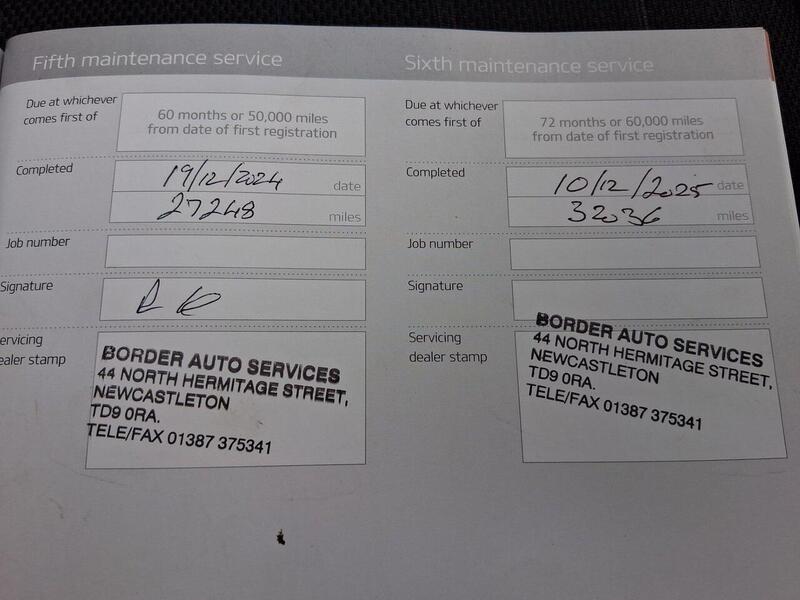 Fifth maintenance service
Due at whichever
comes first of
60 months or 50,000 miles
from date of first registration
Completed
19/12/2024 date
27248 miles
Job number
Signature
ervicing
ealer stamp
BORDER AUTO SERVICES
44 NORTH HERMITAGE STREET,
NEWCASTLETON
TD9 0RA.
TELE/FAX 01387 375341
Sixth maintenance service
Due at whichever
comes first of
72 months or 60,000 miles
from date of first registration
Completed
10/12/2025 date
32036 miles
Job number
Signature
Servicing
dealer stamp
BORDER AUTO SERVICES
44 NORTH HERMITAGE STREET,
NEWCASTLETON
TD9 0RA.
TELE/FAX 01387 375341